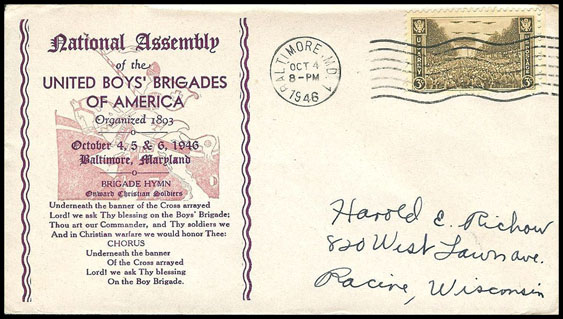 National Assembly
of the
UNITED BOYS' BRIGADES
OF AMERICA
Organized 1893
October 4, 5 & 6, 1946
Baltimore, Maryland
BRIGADE HYMN
Onward Christian Soldiers
Underneath the banner of the Cross arrayed
Lord! we ask Thy blessing on the Boys' Brigade;
Thou art our Commander, and Thy soldiers we
And in Christian warfare we would honor Thee:
CHORUS
Underneath the banner
Of the Cross arrayed
Lord! we ask Thy blessing
On the Boy Brigade.
BALTIMORE, MD. 1
OCT 4
8-PM
1946
3¢
3¢
Harold E. Richow
820 West Lawn ave.
Racine, Wisconsin